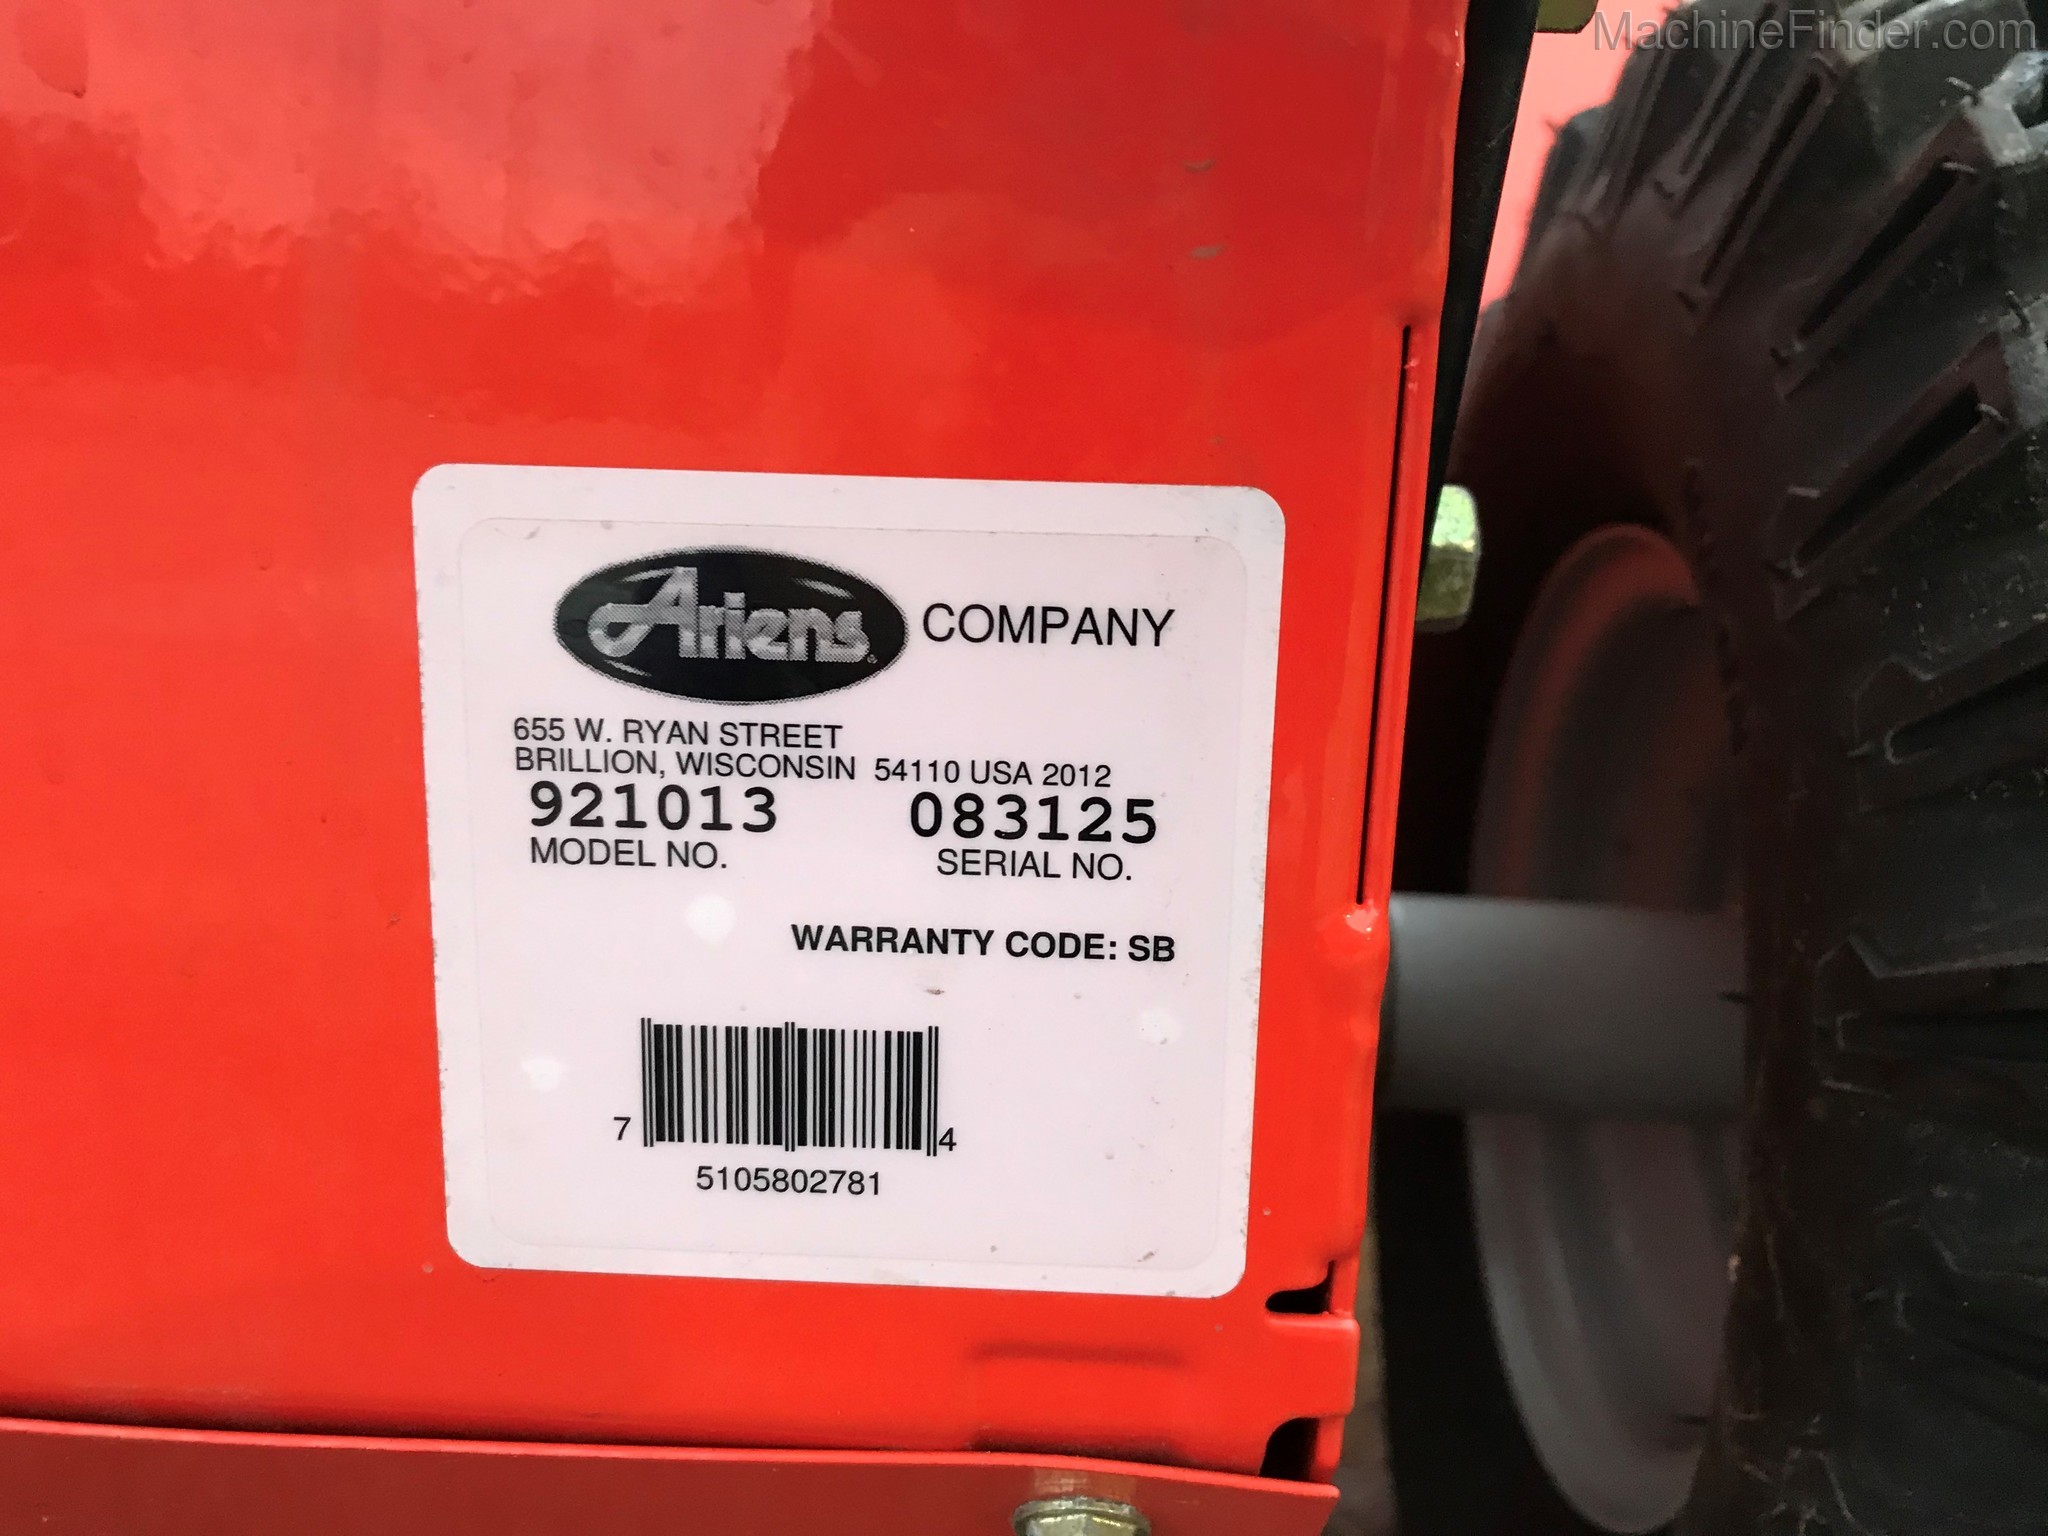 MachineFinder.com
Ariens® COMPANY
655 W. RYAN STREET
BRILLION, WISCONSIN 54110 USA 2012
921013 083125
MODEL NO. SERIAL NO.
WARRANTY CODE: SB
7 4
5105802781